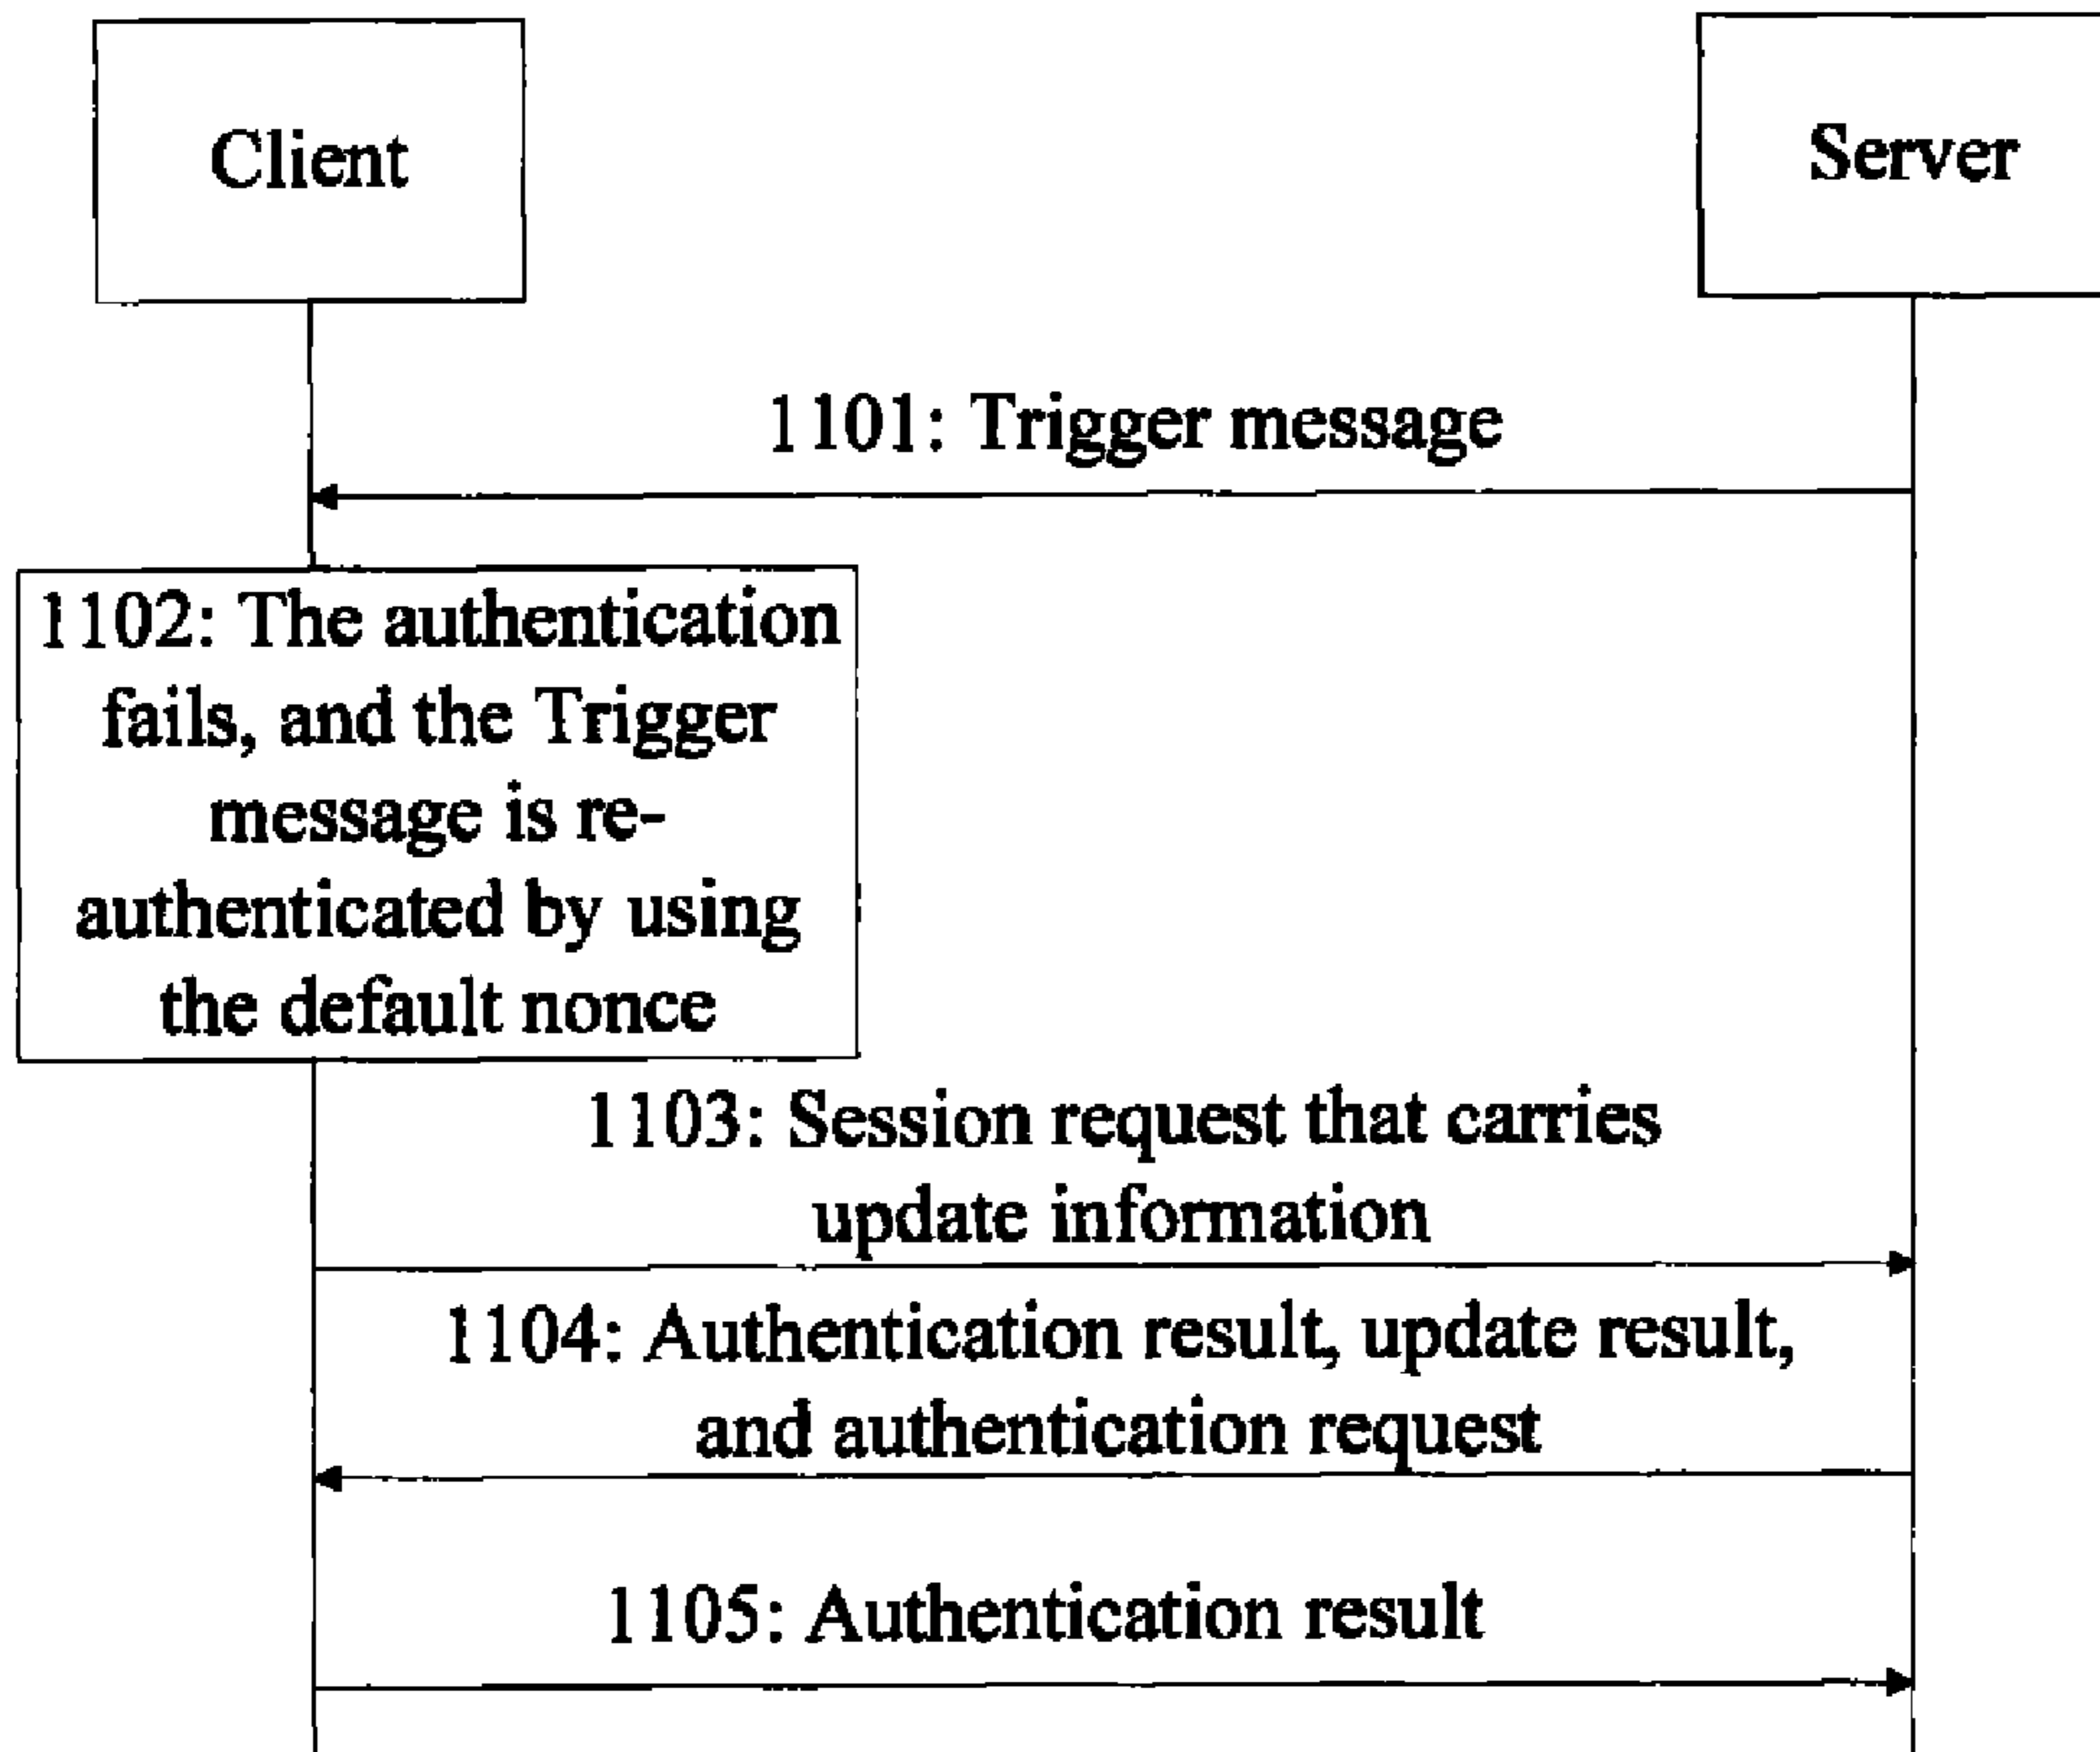 Client
Server
1101: Trigger message
1102: The authentication
fails, and the Trigger
message is re-
authenticated by using
the default nonce
1103: Session request that carries
update information
1104: Authentication result, update result,
and authentication request
1105: Authentication result